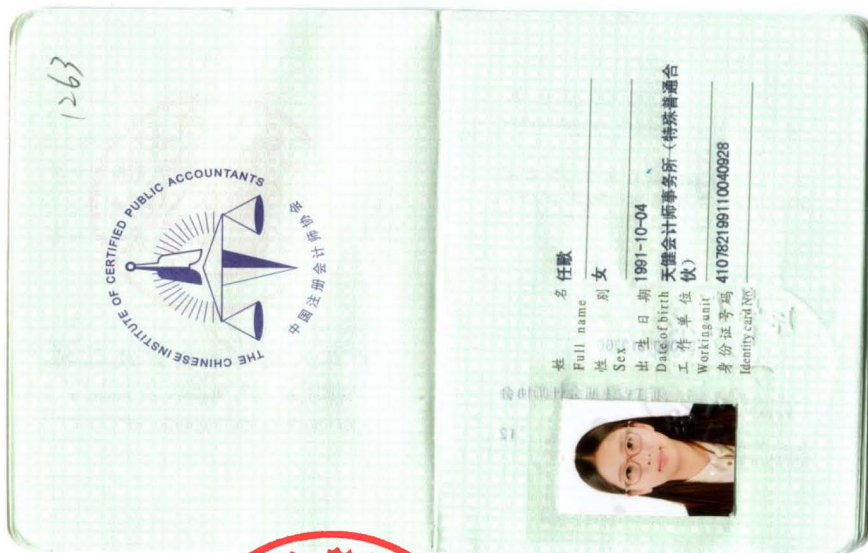 1263
THE CHINESE INSTITUTE OF CERTIFIED PUBLIC ACCOUNTANTS
中国注册会计师协会
姓 名 任歌
Full name
性 别 女
Sex
出 生 日 期 1991-10-04
Date of birth
工 作 单 位 天健会计师事务所（特殊普通合
伙）
Working unit
身份证号码 410782199110040928
Identity card No.